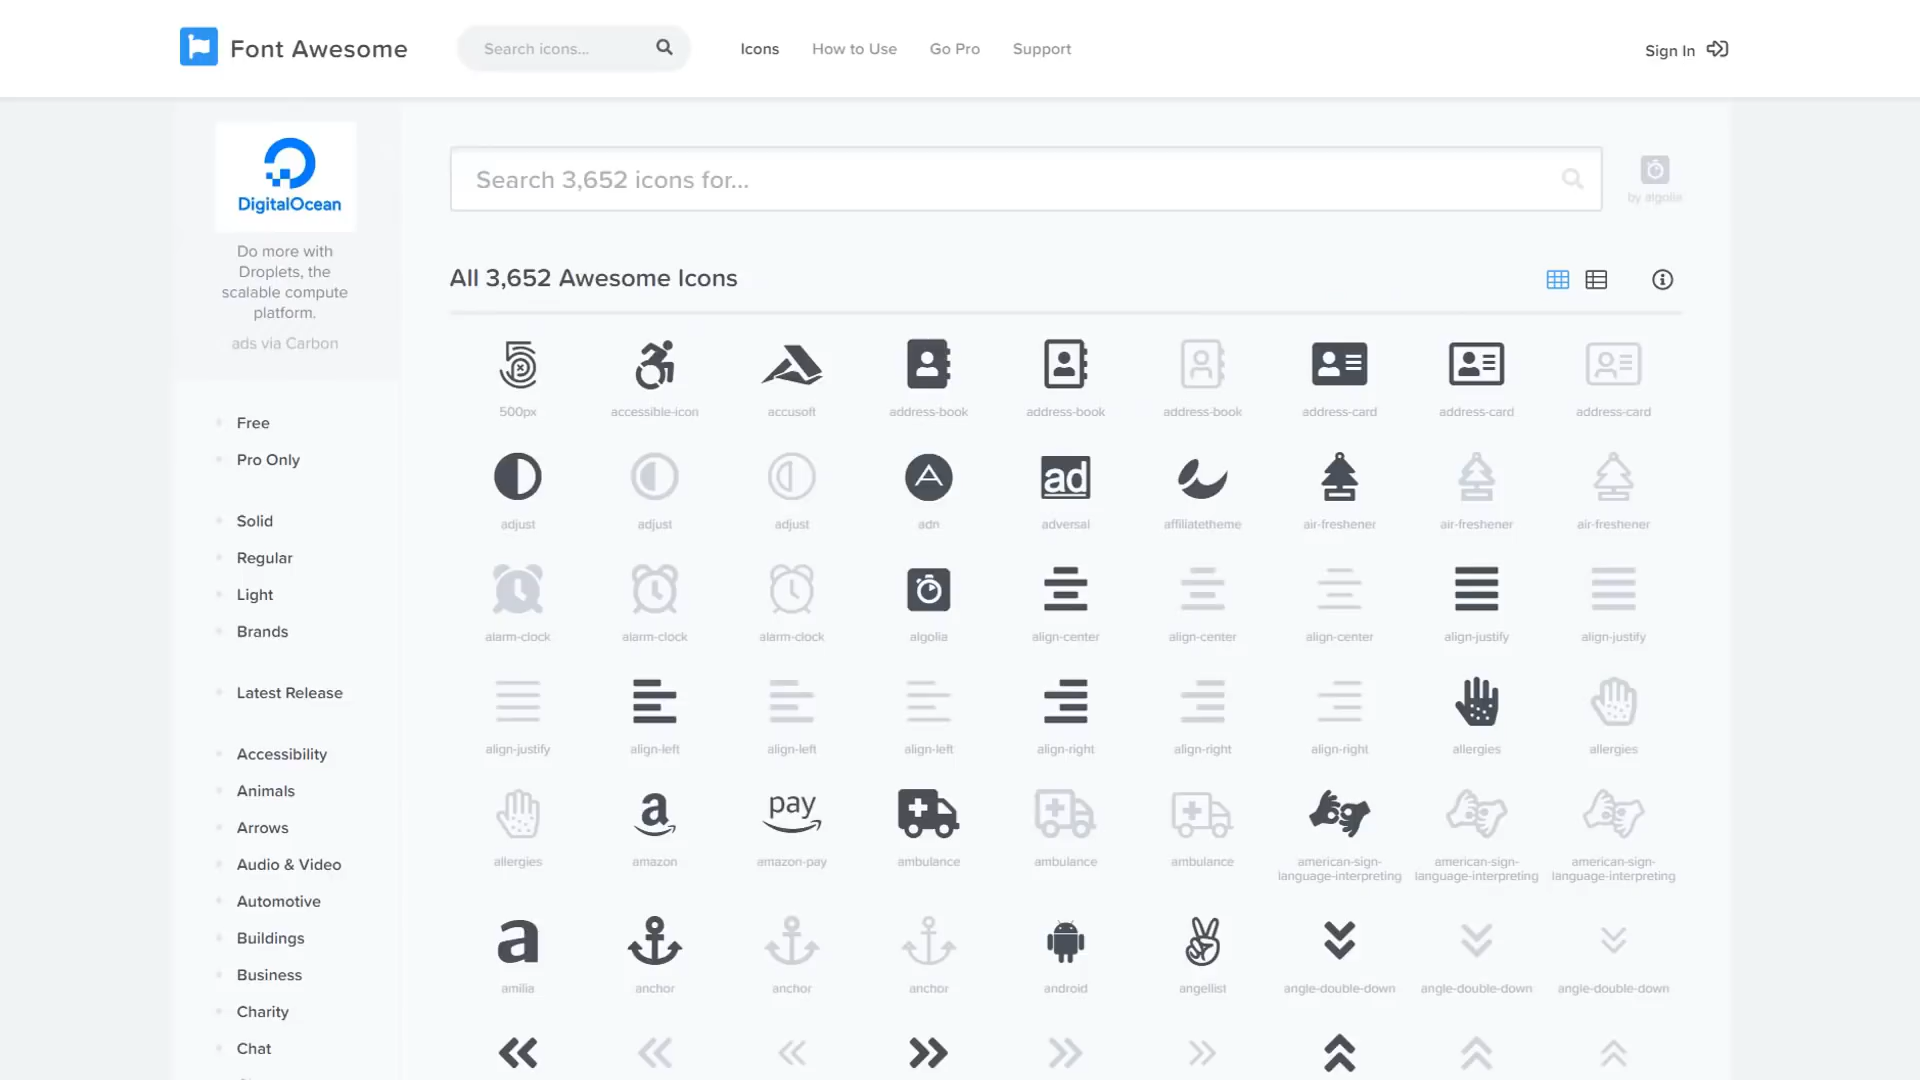 Font Awesome
Search icons...
Icons
How to Use
Go Pro
Support
Sign In
DigitalOcean
Do more with
Droplets, the
scalable compute
platform.
ads via Carbon
Free
Pro Only
Solid
Regular
Light
Brands
Latest Release
Accessibility
Animals
Arrows
Audio & Video
Automotive
Buildings
Business
Charity
Chat
Search 3,652 icons for...
by algolia
All 3,652 Awesome Icons
500px
accessible-icon
accusoft
address-book
address-book
address-book
address-card
address-card
address-card
adjust
adjust
adjust
adn
ad
adversal
affiliatetheme
air-freshener
air-freshener
air-freshener
alarm-clock
alarm-clock
alarm-clock
algolia
align-center
align-center
align-center
align-justify
align-justify
align-justify
align-left
align-left
align-left
align-right
align-right
align-right
allergies
allergies
allergies
a
amazon
pay
amazon-pay
ambulance
ambulance
ambulance
american-sign-
language-interpreting
american-sign-
language-interpreting
american-sign-
language-interpreting
a
amilia
anchor
anchor
anchor
android
angellist
angle-double-down
angle-double-down
angle-double-down